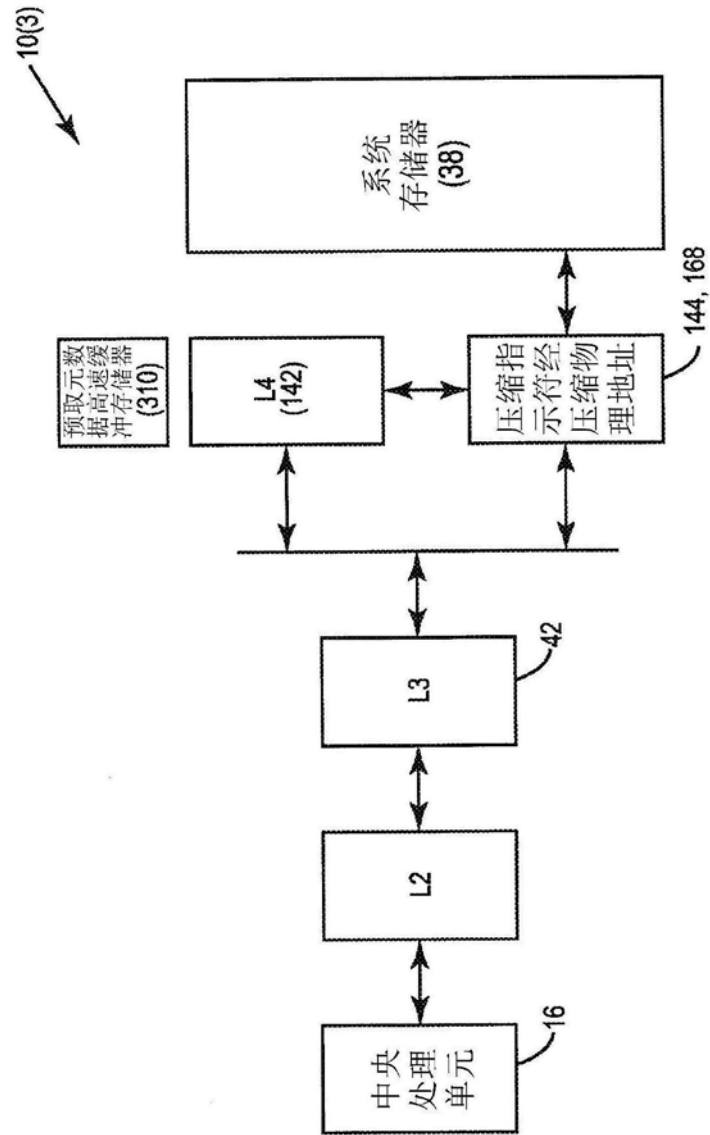 10(3)
中央
处理
单元
16
L2
L3
42
预取元数
据高速缓
冲存储器
(310)
L4
(142)
压缩指
示符经
压缩物
理地址
144, 168
系统
存储器
(38)